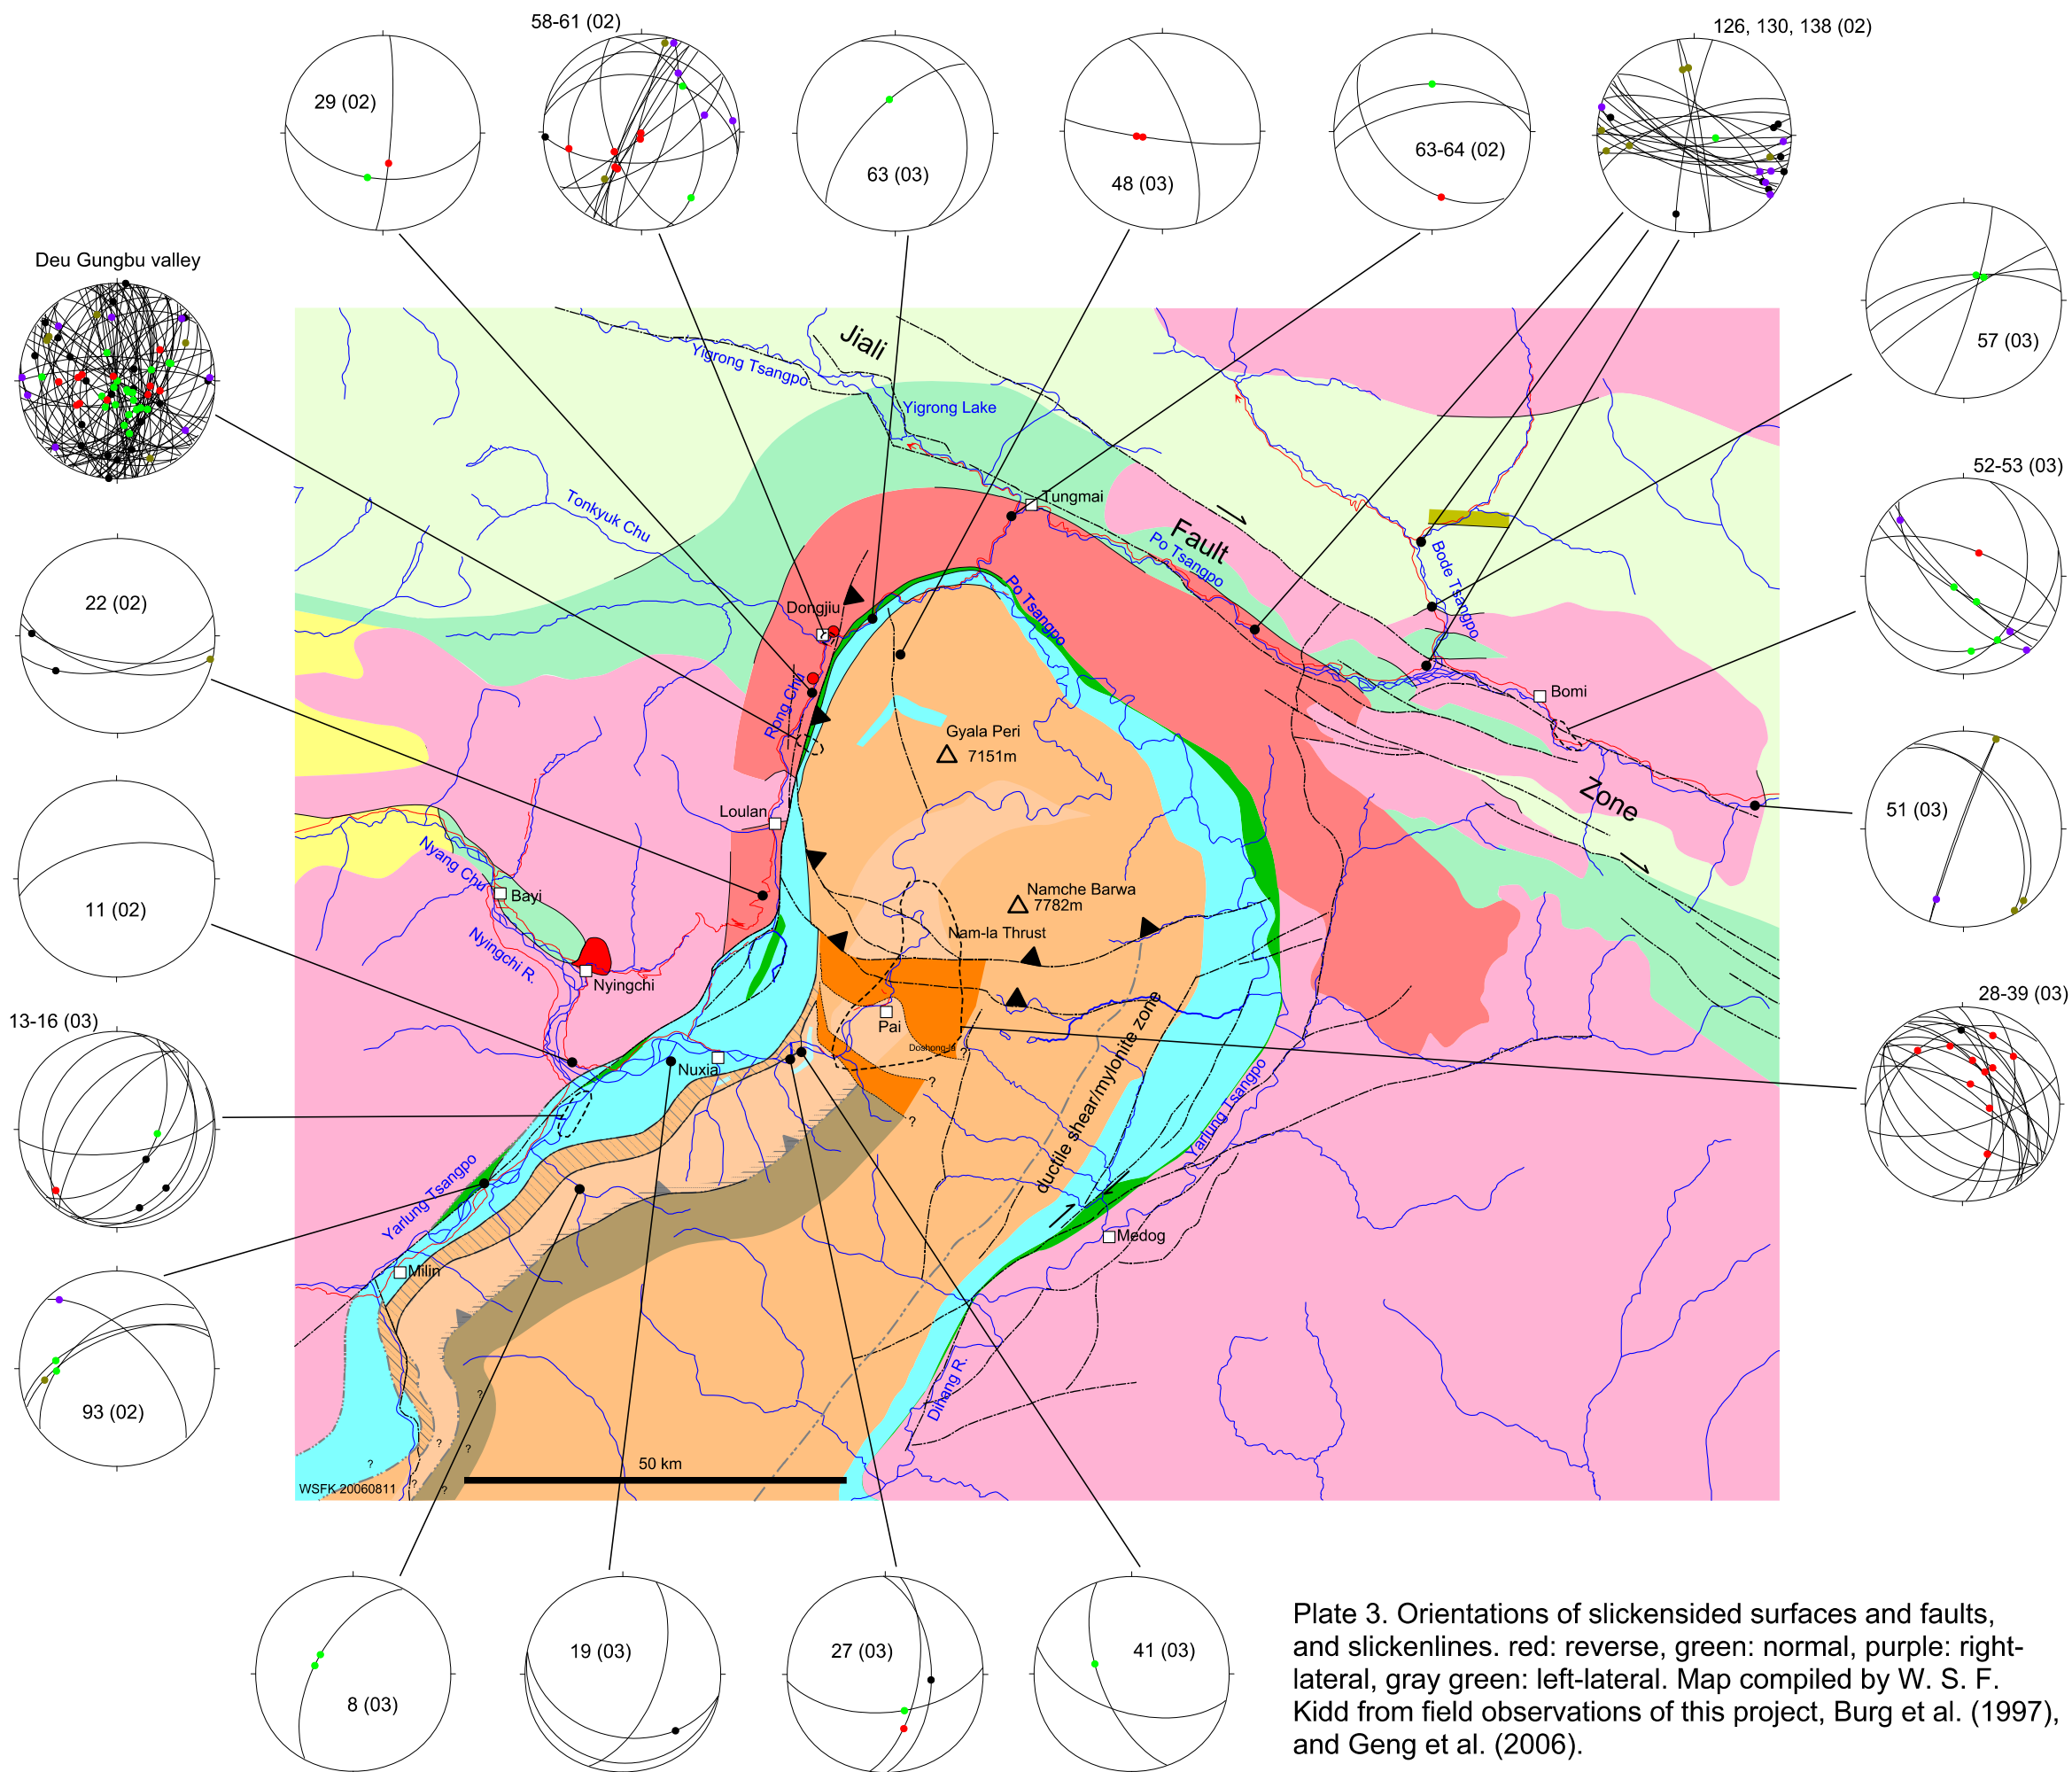 58-61 (02)
126, 130, 138 (02)
29 (02)
63 (03)
48 (03)
63-64 (02)
Deu Gungbu valley
57 (03)
Jiali
Yigrong Tsangpo
Yigrong Lake
52-53 (03)
Tonkyuk Chu
Tungmai
Fault
Po Tsangpo
Bode Tsangpo
22 (02)
Dongjiu
Po Tsangpo
Rong Chu
Bomi
Gyala Peri
7151m
Zone
51 (03)
Loulan
Nyang Chu
Bayi
Namche Barwa
7782m
11 (02)
Nam-la Thrust
Nyingchi R.
Nyingchi
28-39 (03)
13-16 (03)
Pai
Doshong-la
?
?
ductile shear/mylonite zone
Nuxia
Yarlung Tsangpo
Yarlung Tsangpo
Medog
Milin
93 (02)
Dihang R.
?
?
?
?
?
?
50 km
WSFK 20060811
8 (03)
19 (03)
27 (03)
41 (03)
Plate 3. Orientations of slickensided surfaces and faults,
and slickenlines. red: reverse, green: normal, purple: right-
lateral, gray green: left-lateral. Map compiled by W. S. F.
Kidd from field observations of this project, Burg et al. (1997),
and Geng et al. (2006).